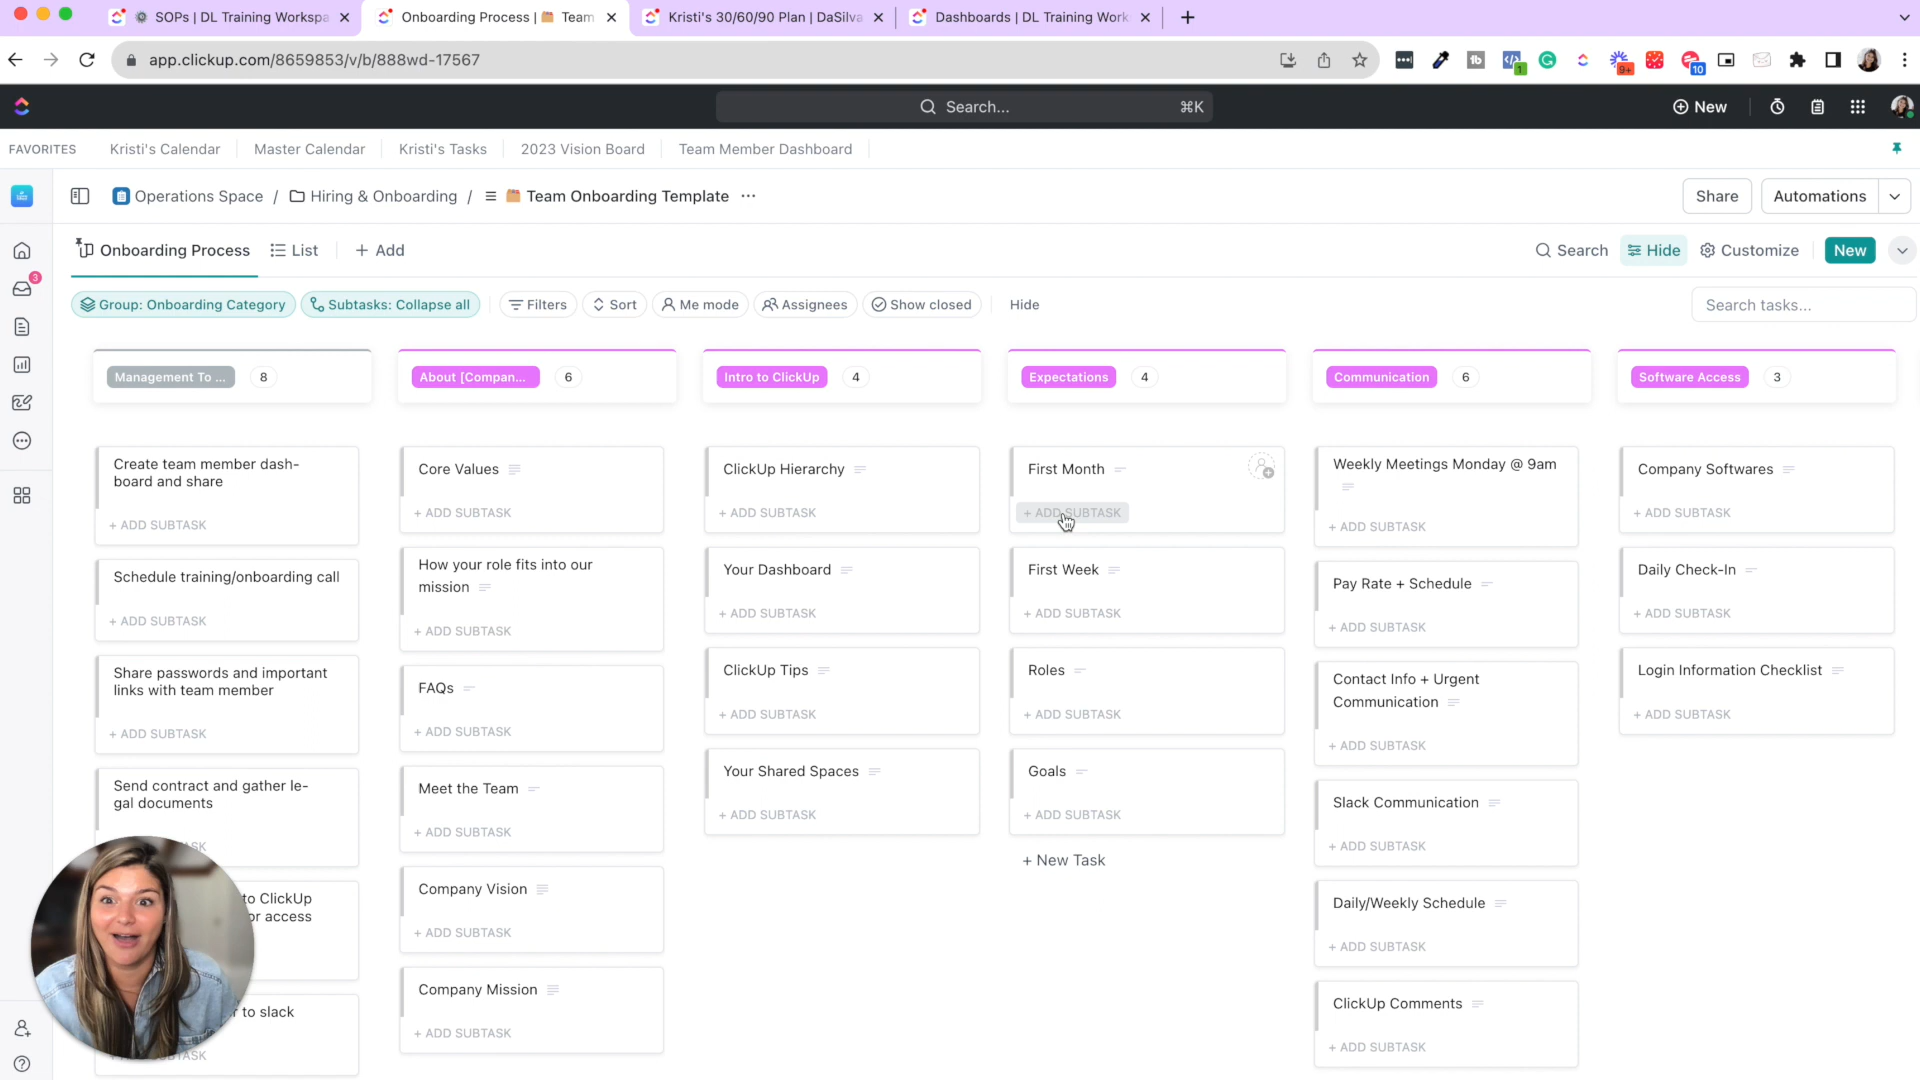 SOPs | DL Training Workspa
Onboarding Process | Team
Kristi's 30/60/90 Plan | DaSilva
Dashboards | DL Training Work
app.clickup.com/8659853/v/b/888wd-17567
1
9+
10
Search...
⌘K
New
FAVORITES
Kristi's Calendar
Master Calendar
Kristi's Tasks
2023 Vision Board
Team Member Dashboard
Operations Space / Hiring & Onboarding / Team Onboarding Template ...
Share
Automations
Onboarding Process
List
+ Add
Search
Hide
Customize
New
3
Group: Onboarding Category
Subtasks: Collapse all
Filters
Sort
Me mode
Assignees
Show closed
Hide
Search tasks...
Management To ... 8
Create team member dash-
board and share
+ ADD SUBTASK
Schedule training/onboarding call
+ ADD SUBTASK
Share passwords and important
links with team member
+ ADD SUBTASK
Send contract and gather le-
gal documents
to ClickUp
or access
to slack
About [Compan... 6
Core Values
+ ADD SUBTASK
How your role fits into our
mission
+ ADD SUBTASK
FAQs
+ ADD SUBTASK
Meet the Team
+ ADD SUBTASK
Company Vision
+ ADD SUBTASK
Company Mission
+ ADD SUBTASK
Intro to ClickUp 4
ClickUp Hierarchy
+ ADD SUBTASK
Your Dashboard
+ ADD SUBTASK
ClickUp Tips
+ ADD SUBTASK
Your Shared Spaces
+ ADD SUBTASK
Expectations 4
First Month
+ ADD SUBTASK
First Week
+ ADD SUBTASK
Roles
+ ADD SUBTASK
Goals
+ ADD SUBTASK
+ New Task
Communication 6
Weekly Meetings Monday @ 9am
+ ADD SUBTASK
Pay Rate + Schedule
+ ADD SUBTASK
Contact Info + Urgent
Communication
+ ADD SUBTASK
Slack Communication
+ ADD SUBTASK
Daily/Weekly Schedule
+ ADD SUBTASK
ClickUp Comments
+ ADD SUBTASK
Software Access 3
Company Softwares
+ ADD SUBTASK
Daily Check-In
+ ADD SUBTASK
Login Information Checklist
+ ADD SUBTASK